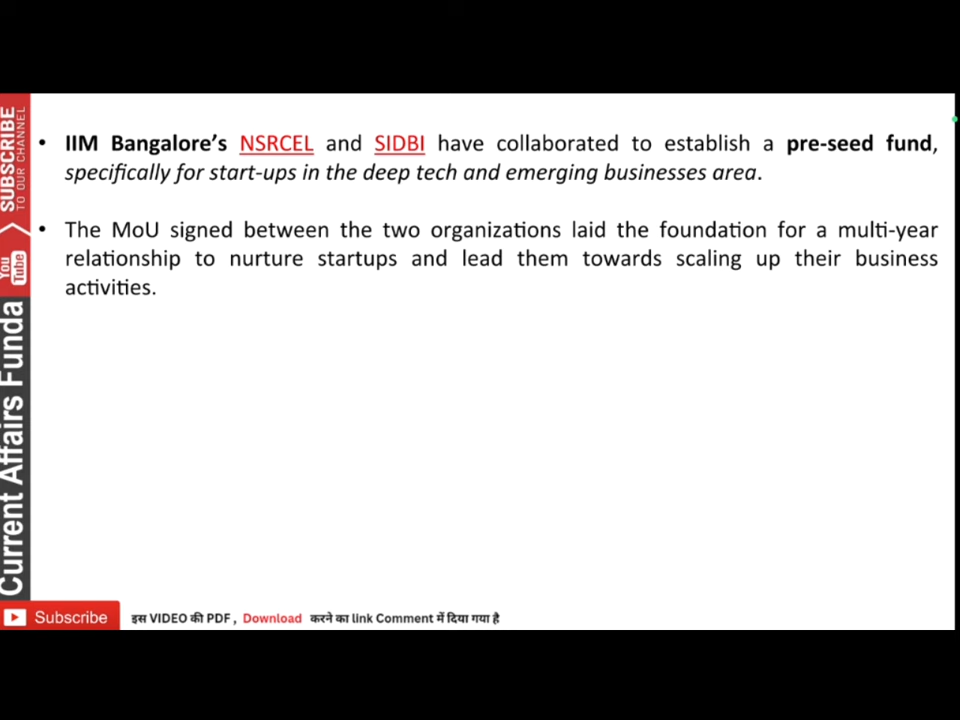 • IIM Bangalore’s NSRCEL and SIDBI have collaborated to establish a pre-seed fund,
specifically for start-ups in the deep tech and emerging businesses area.
• The MoU signed between the two organizations laid the foundation for a multi-year
relationship to nurture startups and lead them towards scaling up their business
activities.
SUBSCRIBE
TO OUR CHANNEL
You
Tube
Current Affairs Funda
Subscribe
इस VIDEO की PDF , Download करने का link Comment में दिया गया है